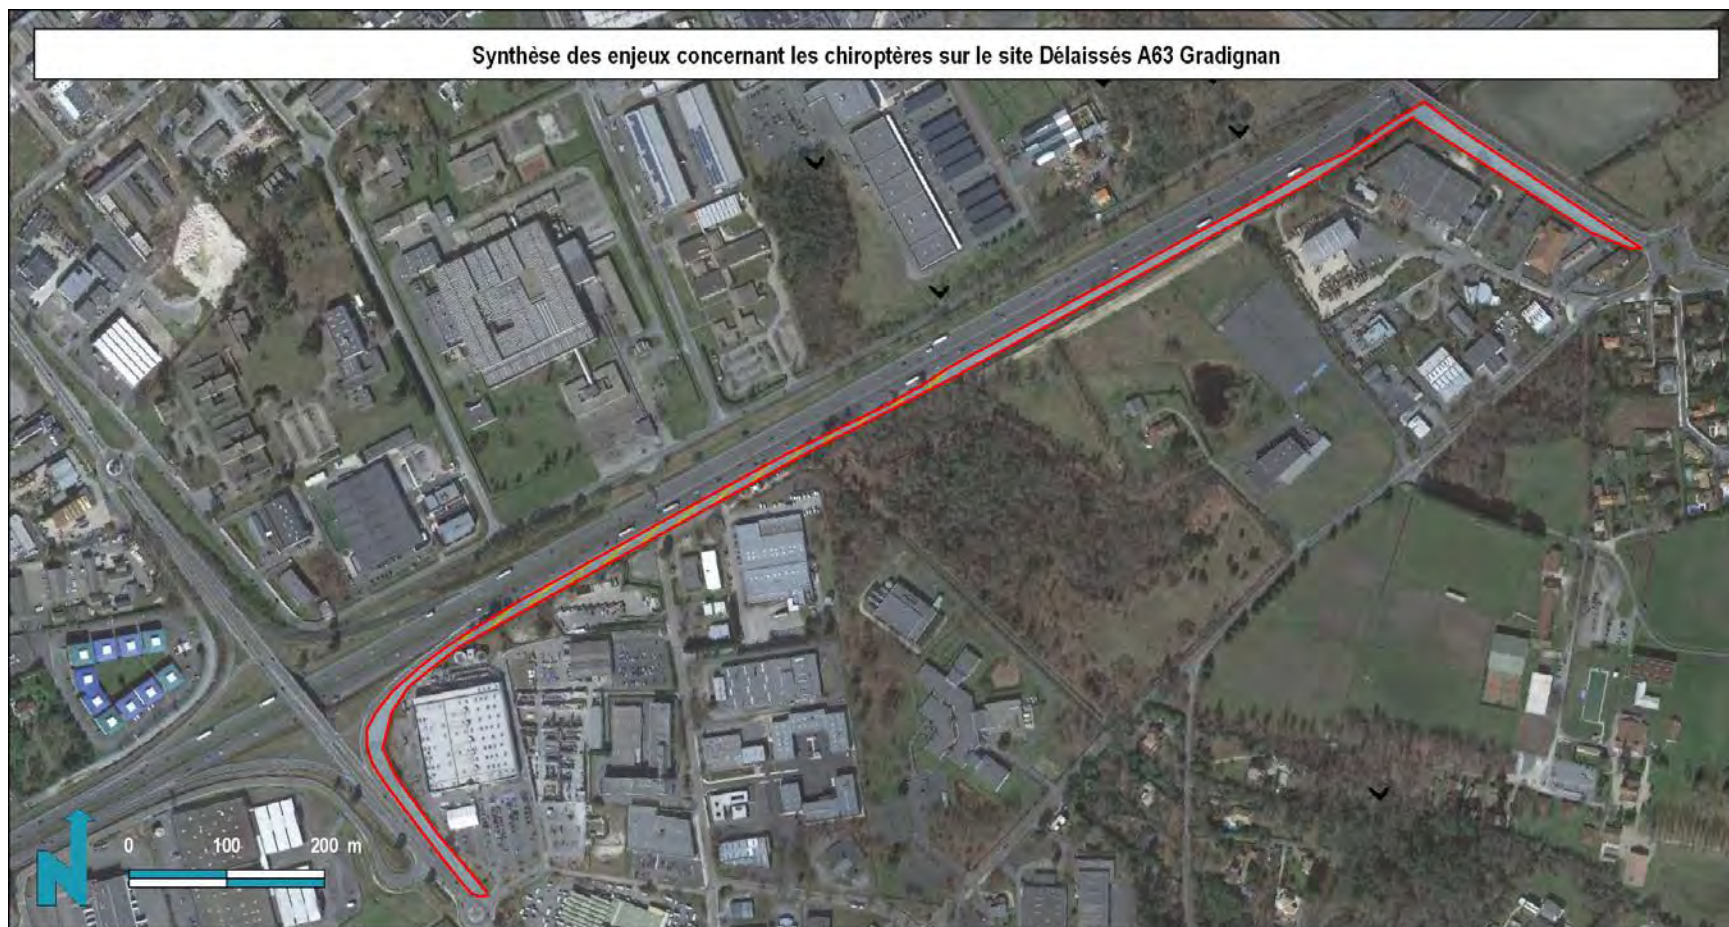 Synthèse des enjeux concernant les chiroptères sur le site Délaissés A63 Gradignan
N
0 100 200 m